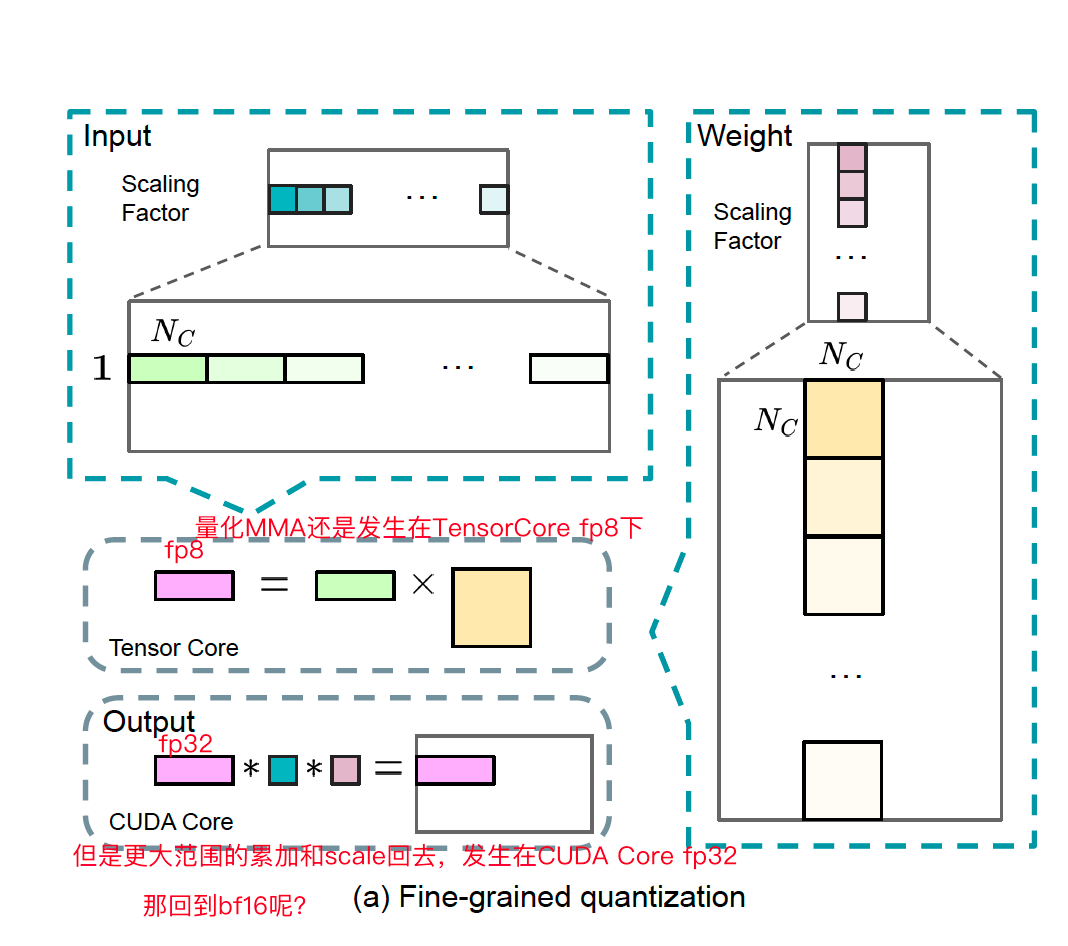 Input
Scaling
Factor
...
N_C
1
...
Weight
Scaling
Factor
...
N_C
N_C
...
量化MMA还是发生在TensorCore fp8下
fp8
= ×
Tensor Core
Output
fp32
* * =
CUDA Core
但是更大范围的累加和scale回去，发生在CUDA Core fp32
那回到bf16呢？
(a) Fine-grained quantization